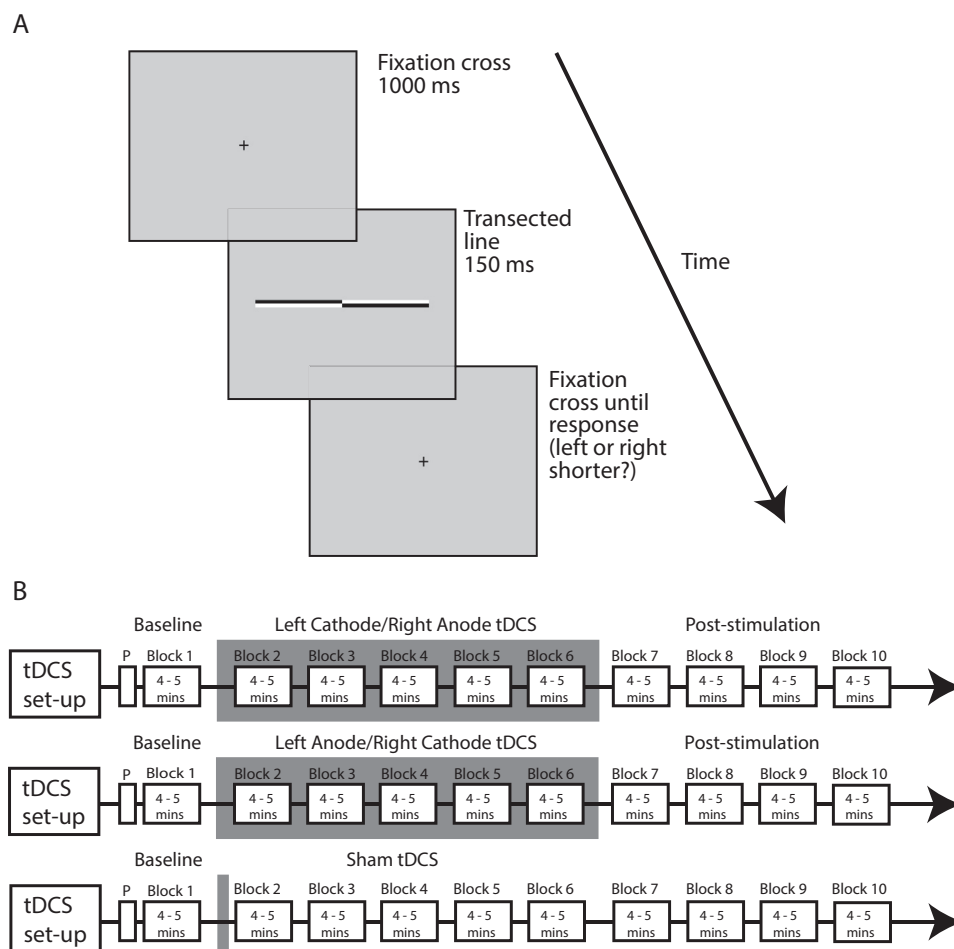 A
Fixation cross
1000 ms
+
Transected
line
150 ms
Time
Fixation
cross until
response
(left or right
shorter?)
+
B
Baseline Left Cathode/Right Anode tDCS Post-stimulation
P Block 1 Block 2 Block 3 Block 4 Block 5 Block 6 Block 7 Block 8 Block 9 Block 10
tDCS 4 - 5 4 - 5 4 - 5 4 - 5 4 - 5 4 - 5 4 - 5 4 - 5 4 - 5 4 - 5
set-up mins mins mins mins mins mins mins mins mins mins
Baseline Left Anode/Right Cathode tDCS Post-stimulation
P Block 1 Block 2 Block 3 Block 4 Block 5 Block 6 Block 7 Block 8 Block 9 Block 10
tDCS 4 - 5 4 - 5 4 - 5 4 - 5 4 - 5 4 - 5 4 - 5 4 - 5 4 - 5 4 - 5
set-up mins mins mins mins mins mins mins mins mins mins
Baseline Sham tDCS
P Block 1 Block 2 Block 3 Block 4 Block 5 Block 6 Block 7 Block 8 Block 9 Block 10
tDCS 4 - 5 4 - 5 4 - 5 4 - 5 4 - 5 4 - 5 4 - 5 4 - 5 4 - 5 4 - 5
set-up mins mins mins mins mins mins mins mins mins mins